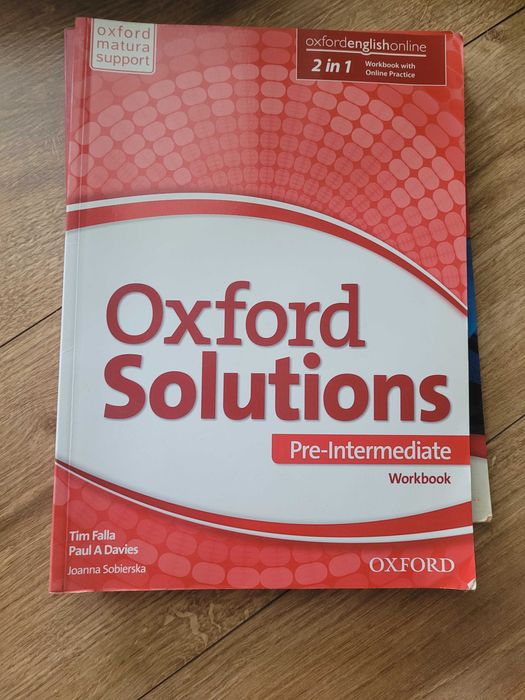 oxford
matura
support
oxfordenglishonline
2 in 1
Workbook with
Online Practice
Oxford
Solutions
Pre-Intermediate
Workbook
Tim Falla
Paul A Davies
Joanna Sobierska
OXFORD